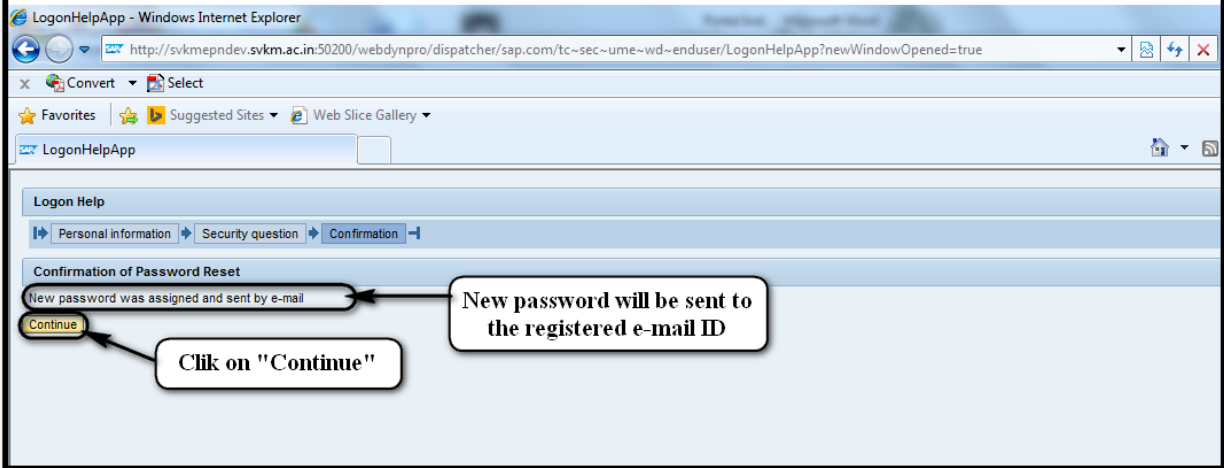 LogonHelpApp - Windows Internet Explorer
http://svkmepndev.svkm.ac.in:50200/webdynpro/dispatcher/sap.com/tc~sec~ume~wd~enduser/LogonHelpApp?newWindowOpened=true
x Convert Select
Favorites Suggested Sites Web Slice Gallery
SAP LogonHelpApp
Logon Help
Personal information Security question Confirmation
Confirmation of Password Reset
New password was assigned and sent by e-mail
New password will be sent to
the registered e-mail ID
Continue
Clik on "Continue"